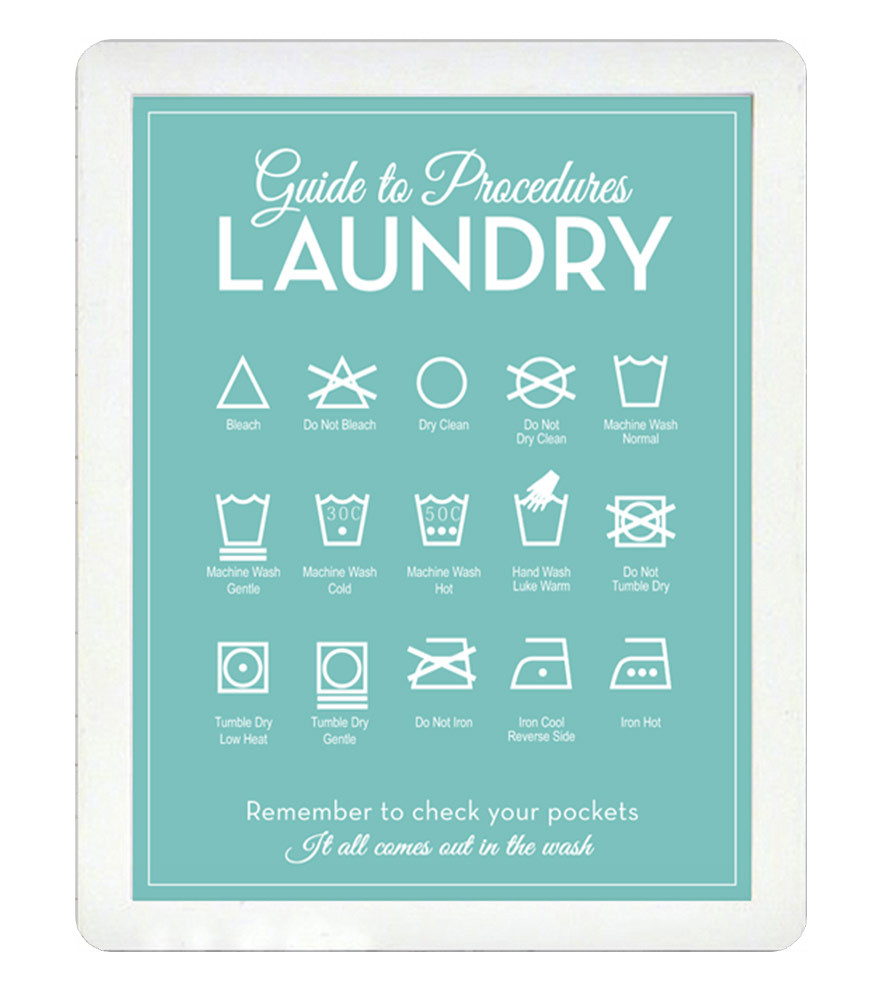 Guide to Procedures
LAUNDRY
Bleach
Do Not Bleach
Dry Clean
Do Not
Dry Clean
Machine Wash
Normal
30C
50C
Machine Wash
Gentle
Machine Wash
Cold
Machine Wash
Hot
Hand Wash
Luke Warm
Do Not
Tumble Dry
Tumble Dry
Low Heat
Tumble Dry
Gentle
Do Not Iron
Iron Cool
Reverse Side
Iron Hot
Remember to check your pockets
It all comes out in the wash